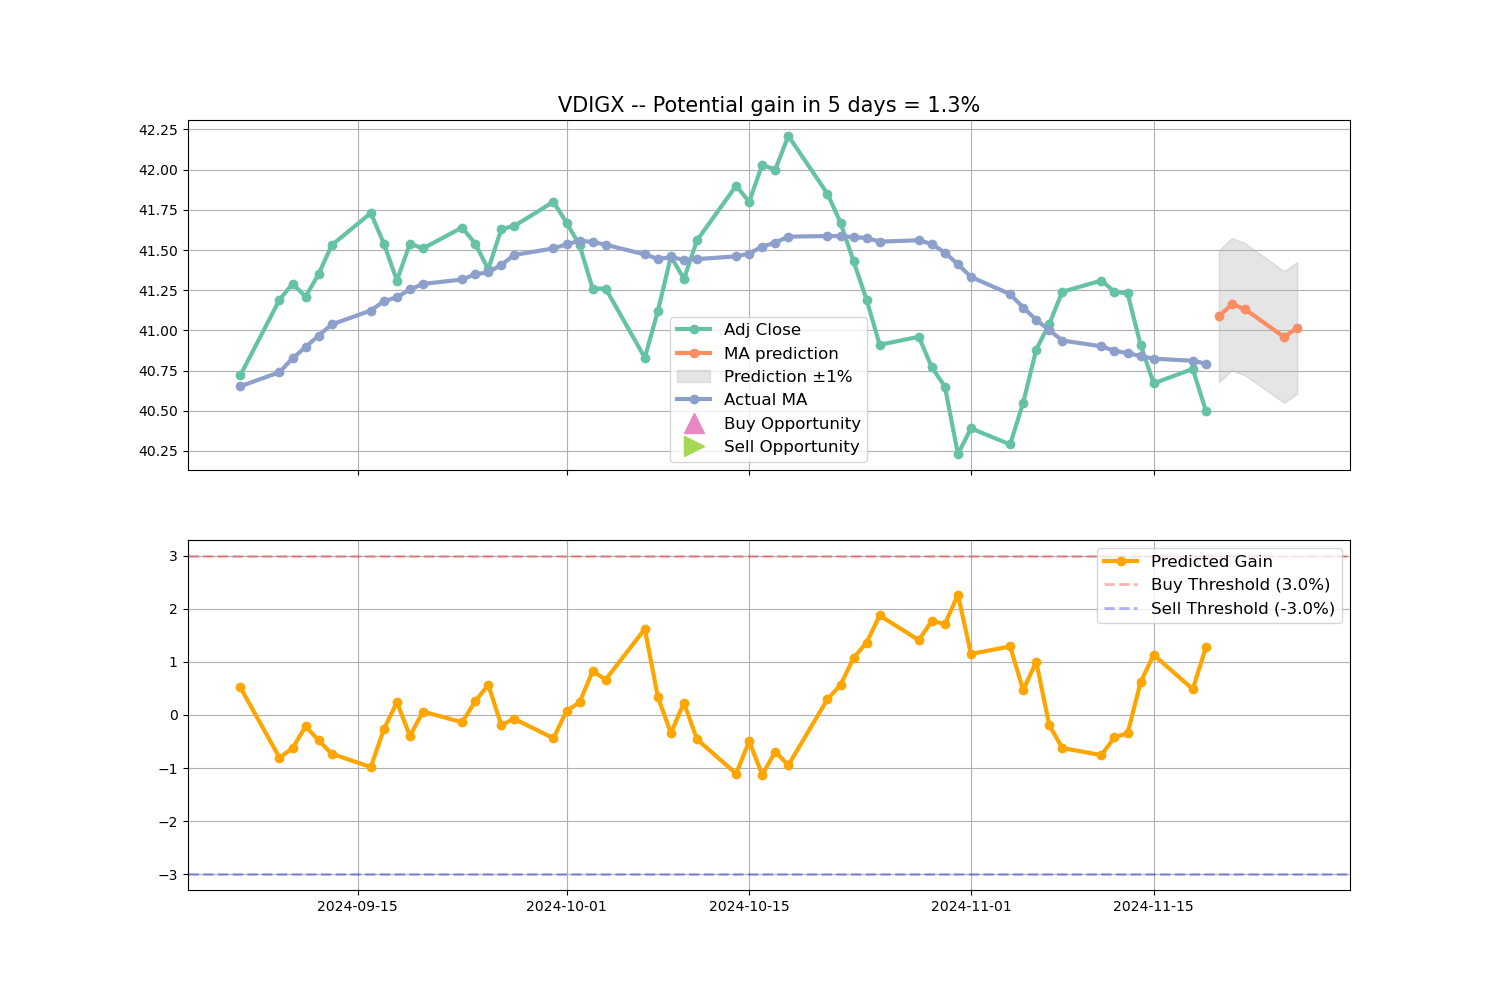 VDIGX -- Potential gain in 5 days = 1.3%
42.25
42.00
41.75
41.50
41.25
41.00
40.75
40.50
40.25
Adj Close
MA prediction
Prediction ±1%
Actual MA
Buy Opportunity
Sell Opportunity
3
2
1
0
−1
−2
−3
Predicted Gain
Buy Threshold (3.0%)
Sell Threshold (-3.0%)
2024-09-15
2024-10-01
2024-10-15
2024-11-01
2024-11-15